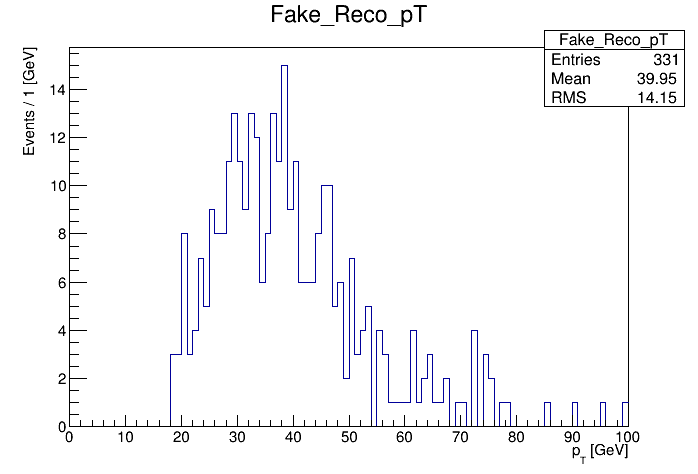 Fake_Reco_pT
Fake_Reco_pT
Entries 331
Mean 39.95
RMS 14.15
Events / 1 [GeV]
14
12
10
8
6
4
2
0
0 10 20 30 40 50 60 70 80 90 100
p_T [GeV]